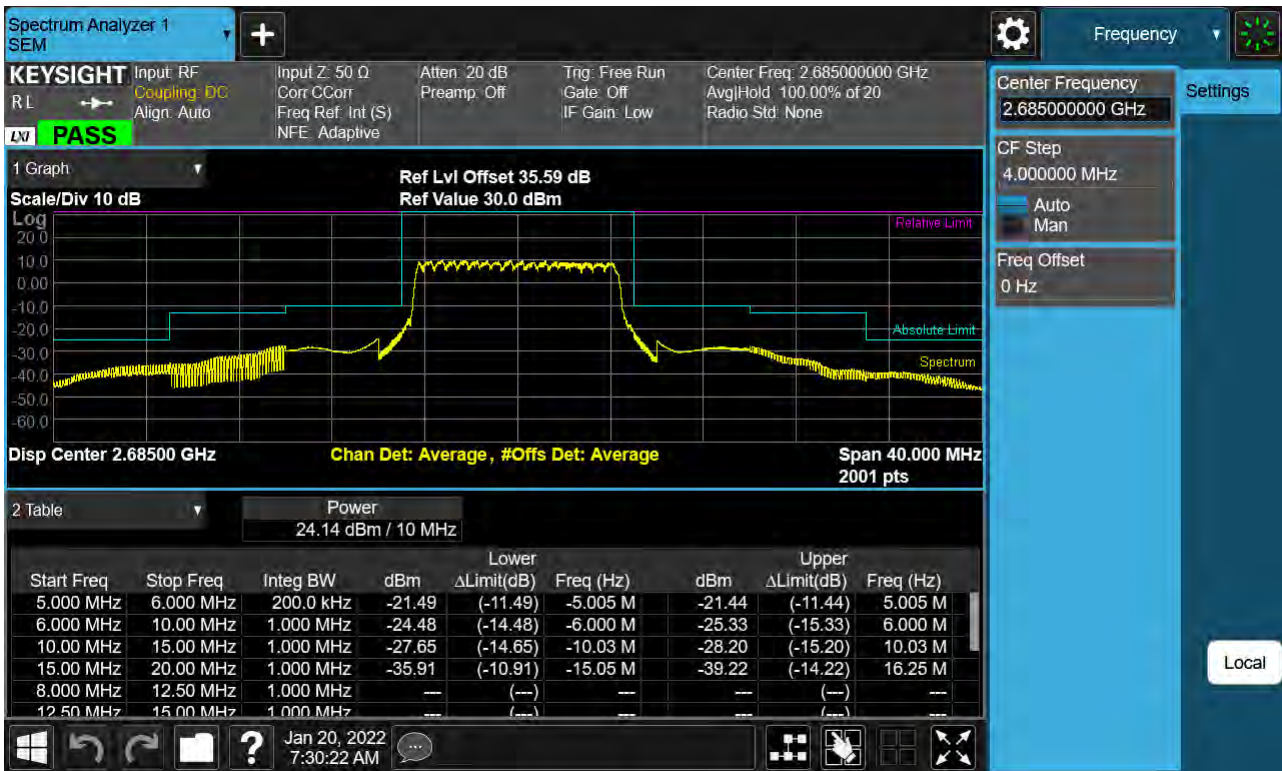 Spectrum Analyzer 1
SEM
Frequency
KEYSIGHT
R L
LXI
PASS
Input: RF
Coupling: DC
Align: Auto
Input Z: 50 Ω
Corr CCorr
Freq Ref: Int (S)
NFE: Adaptive
Atten: 20 dB
Preamp: Off
Trig: Free Run
Gate: Off
IF Gain: Low
Center Freq: 2.685000000 GHz
Avg|Hold: 100.00% of 20
Radio Std: None
Center Frequency
2.685000000 GHz
Settings
CF Step
4.000000 MHz
Auto
Man
Freq Offset
0 Hz
Local
1 Graph
Scale/Div 10 dB
Ref Lvl Offset 35.59 dB
Ref Value 30.0 dBm
Log
20.0
10.0
0.00
-10.0
-20.0
-30.0
-40.0
-50.0
-60.0
Relative Limit
Absolute Limit
Spectrum
Disp Center 2.68500 GHz
Chan Det: Average, #Offs Det: Average
Span 40.000 MHz
2001 pts
2 Table
Power
24.14 dBm / 10 MHz
Lower Upper
Start Freq Stop Freq Integ BW dBm ΔLimit(dB) Freq (Hz) dBm ΔLimit(dB) Freq (Hz)
5.000 MHz 6.000 MHz 200.0 kHz -21.49 (-11.49) -5.005 M -21.44 (-11.44) 5.005 M
6.000 MHz 10.00 MHz 1.000 MHz -24.48 (-14.48) -6.000 M -25.33 (-15.33) 6.000 M
10.00 MHz 15.00 MHz 1.000 MHz -27.65 (-14.65) -10.03 M -28.20 (-15.20) 10.03 M
15.00 MHz 20.00 MHz 1.000 MHz -35.91 (-10.91) -15.05 M -39.22 (-14.22) 16.25 M
8.000 MHz 12.50 MHz 1.000 MHz --- (---) --- --- (---) ---
12.50 MHz 15.00 MHz 1.000 MHz --- (---) --- --- (---) ---
Jan 20, 2022
7:30:22 AM